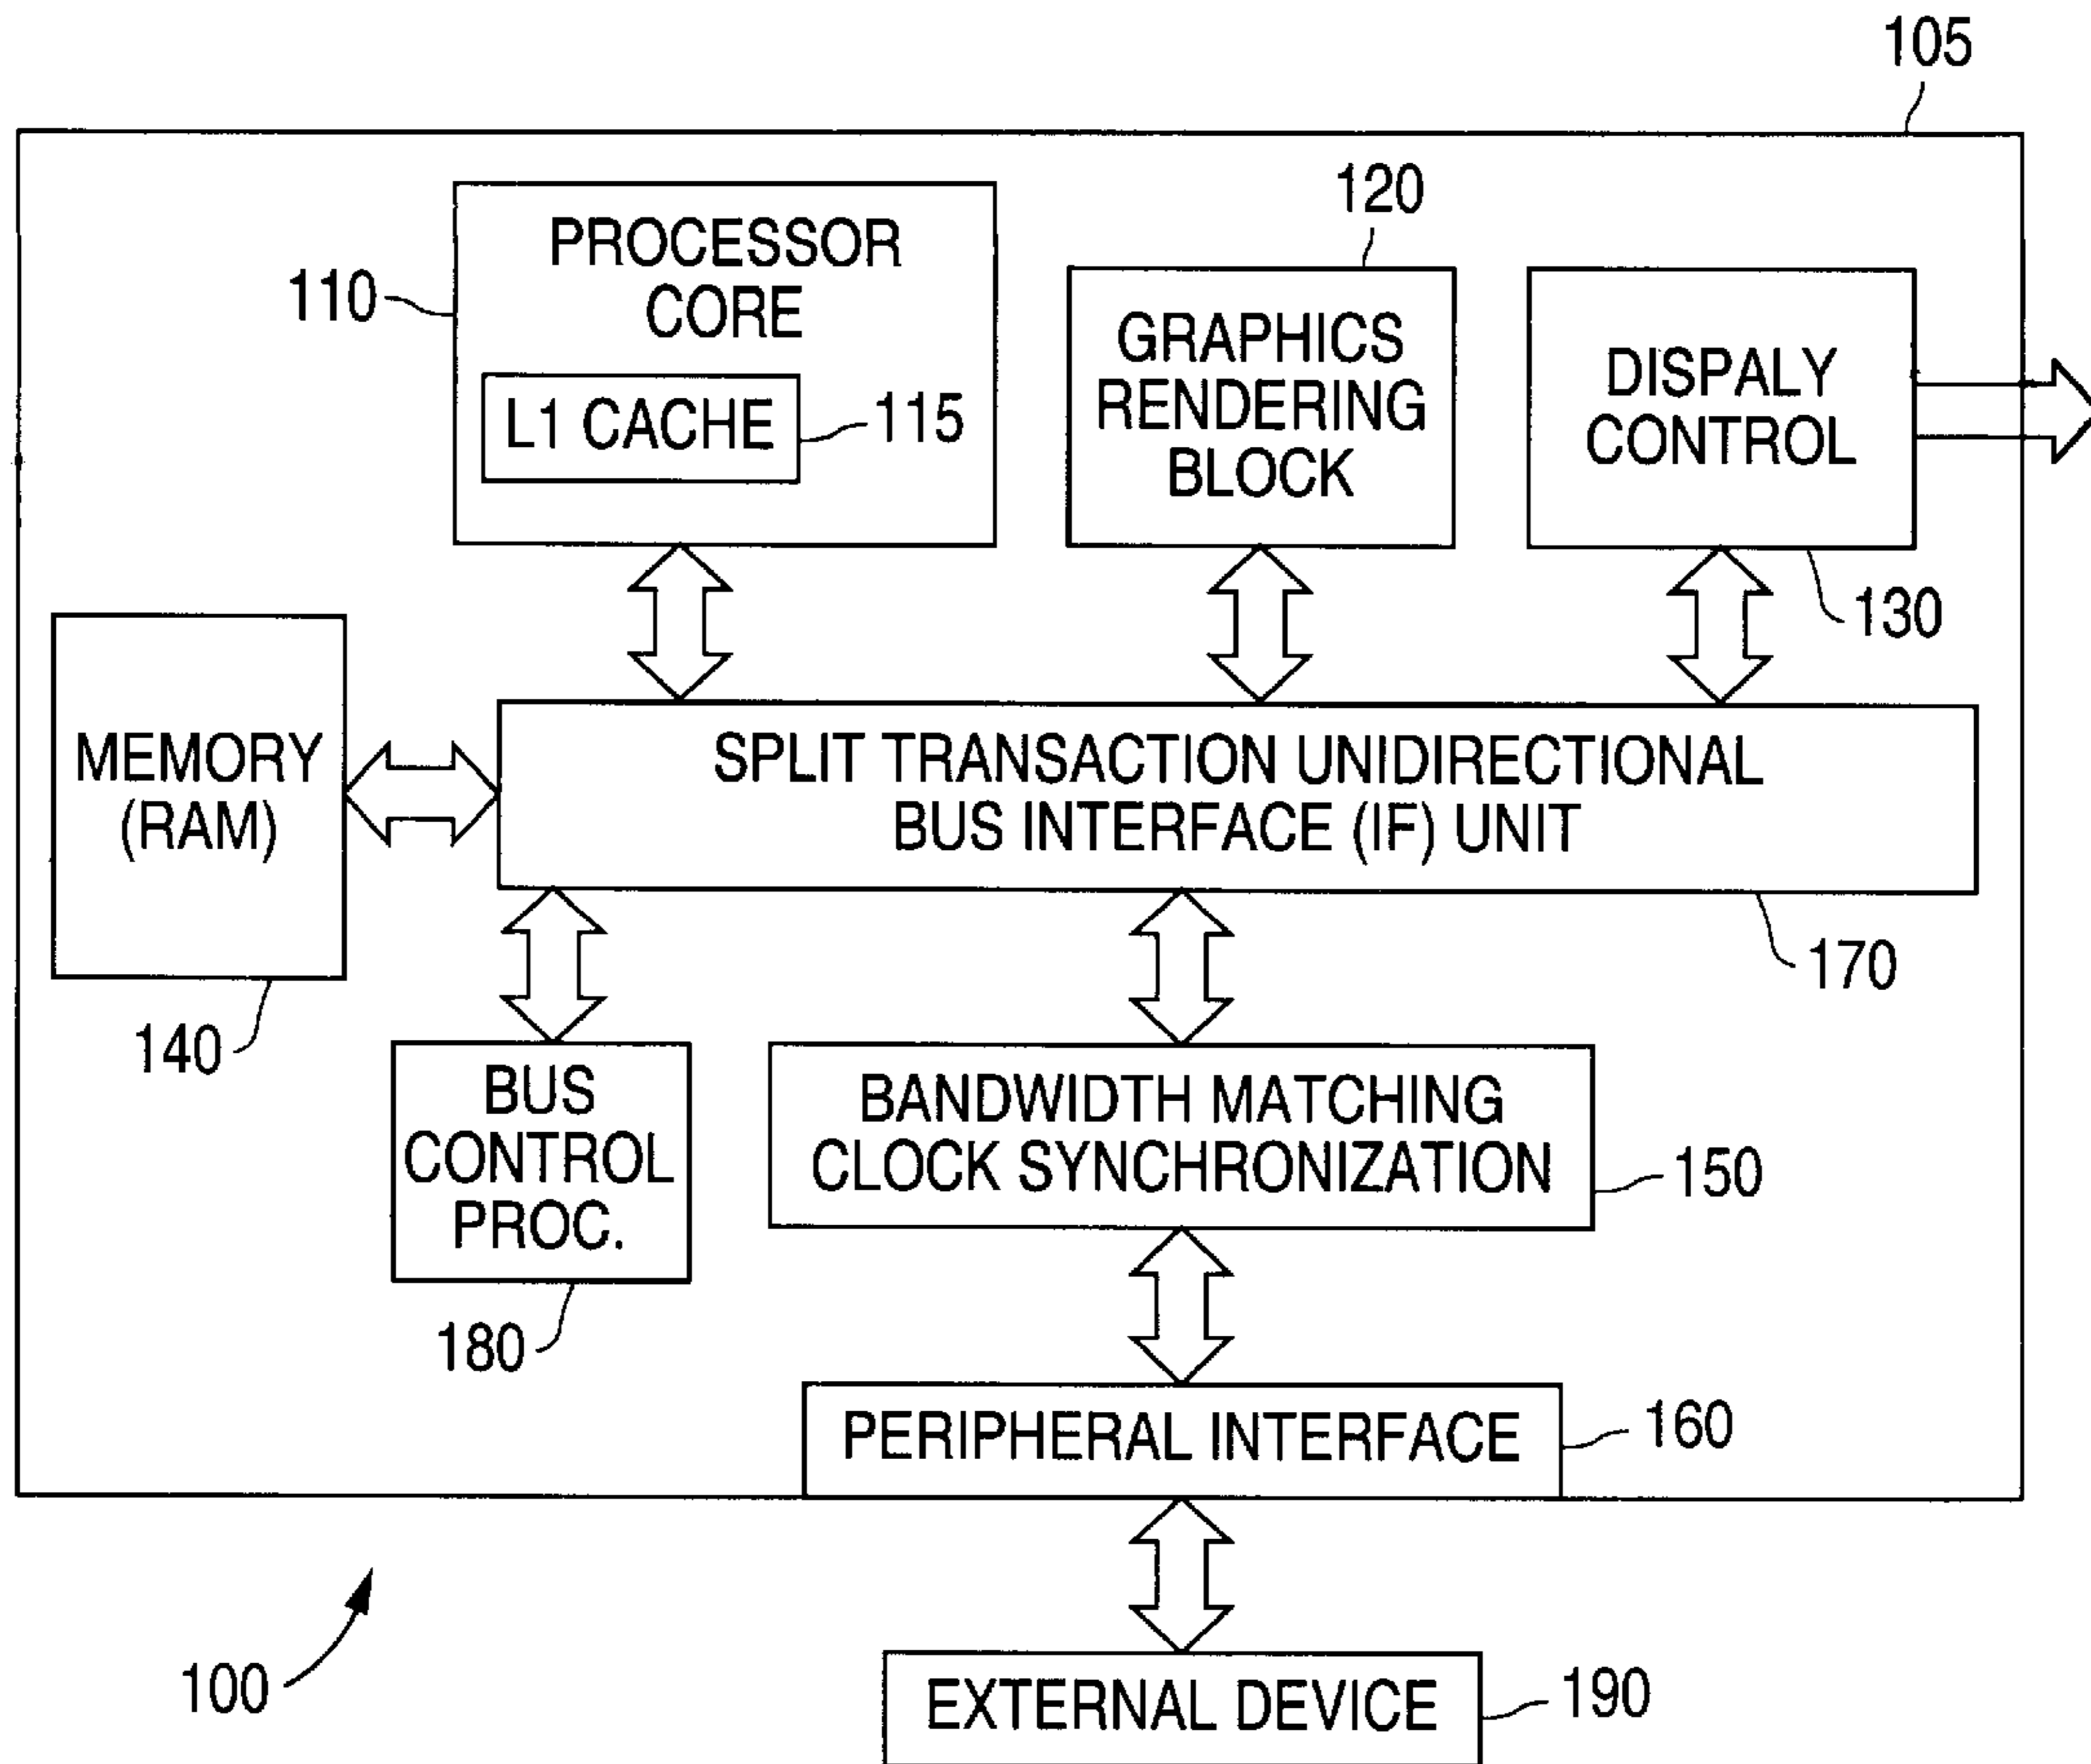 105
120
PROCESSOR
CORE
110
L1 CACHE
115
GRAPHICS
RENDERING
BLOCK
DISPALY
CONTROL
130
MEMORY
(RAM)
SPLIT TRANSACTION UNIDIRECTIONAL
BUS INTERFACE (IF) UNIT
170
140
BUS
CONTROL
PROC.
180
BANDWIDTH MATCHING
CLOCK SYNCHRONIZATION
150
PERIPHERAL INTERFACE
160
100
EXTERNAL DEVICE
190